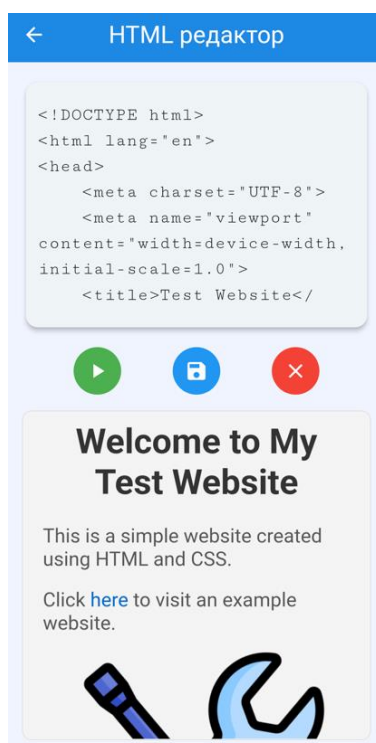 HTML редактор
<!DOCTYPE html>
<html lang="en">
<head>
    <meta charset="UTF-8">
    <meta name="viewport"
content="width=device-width,
initial-scale=1.0">
    <title>Test Website</
Welcome to My
Test Website
This is a simple website created
using HTML and CSS.
Click here to visit an example
website.